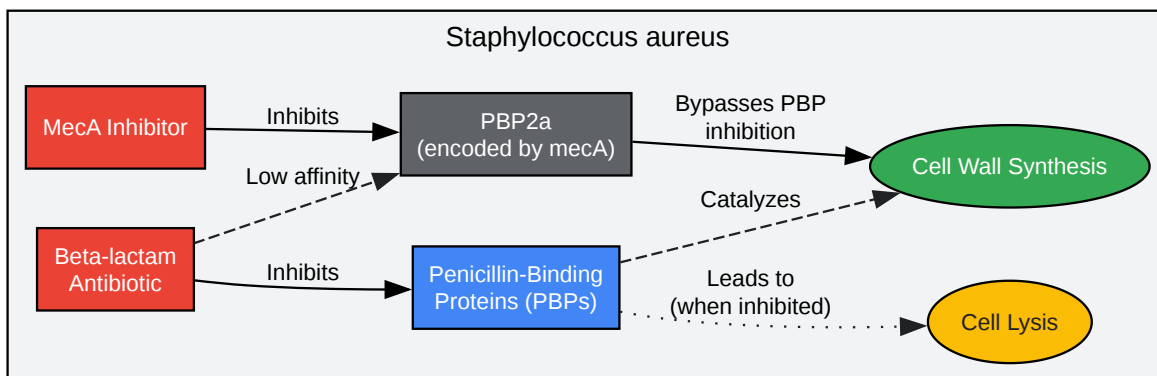 Staphylococcus aureus
MecA Inhibitor
Inhibits
PBP2a
(encoded by mecA)
Bypasses PBP
inhibition
Cell Wall Synthesis
Low affinity
Catalyzes
Beta-lactam
Antibiotic
Inhibits
Penicillin-Binding
Proteins (PBPs)
Leads to
(when inhibited)
Cell Lysis